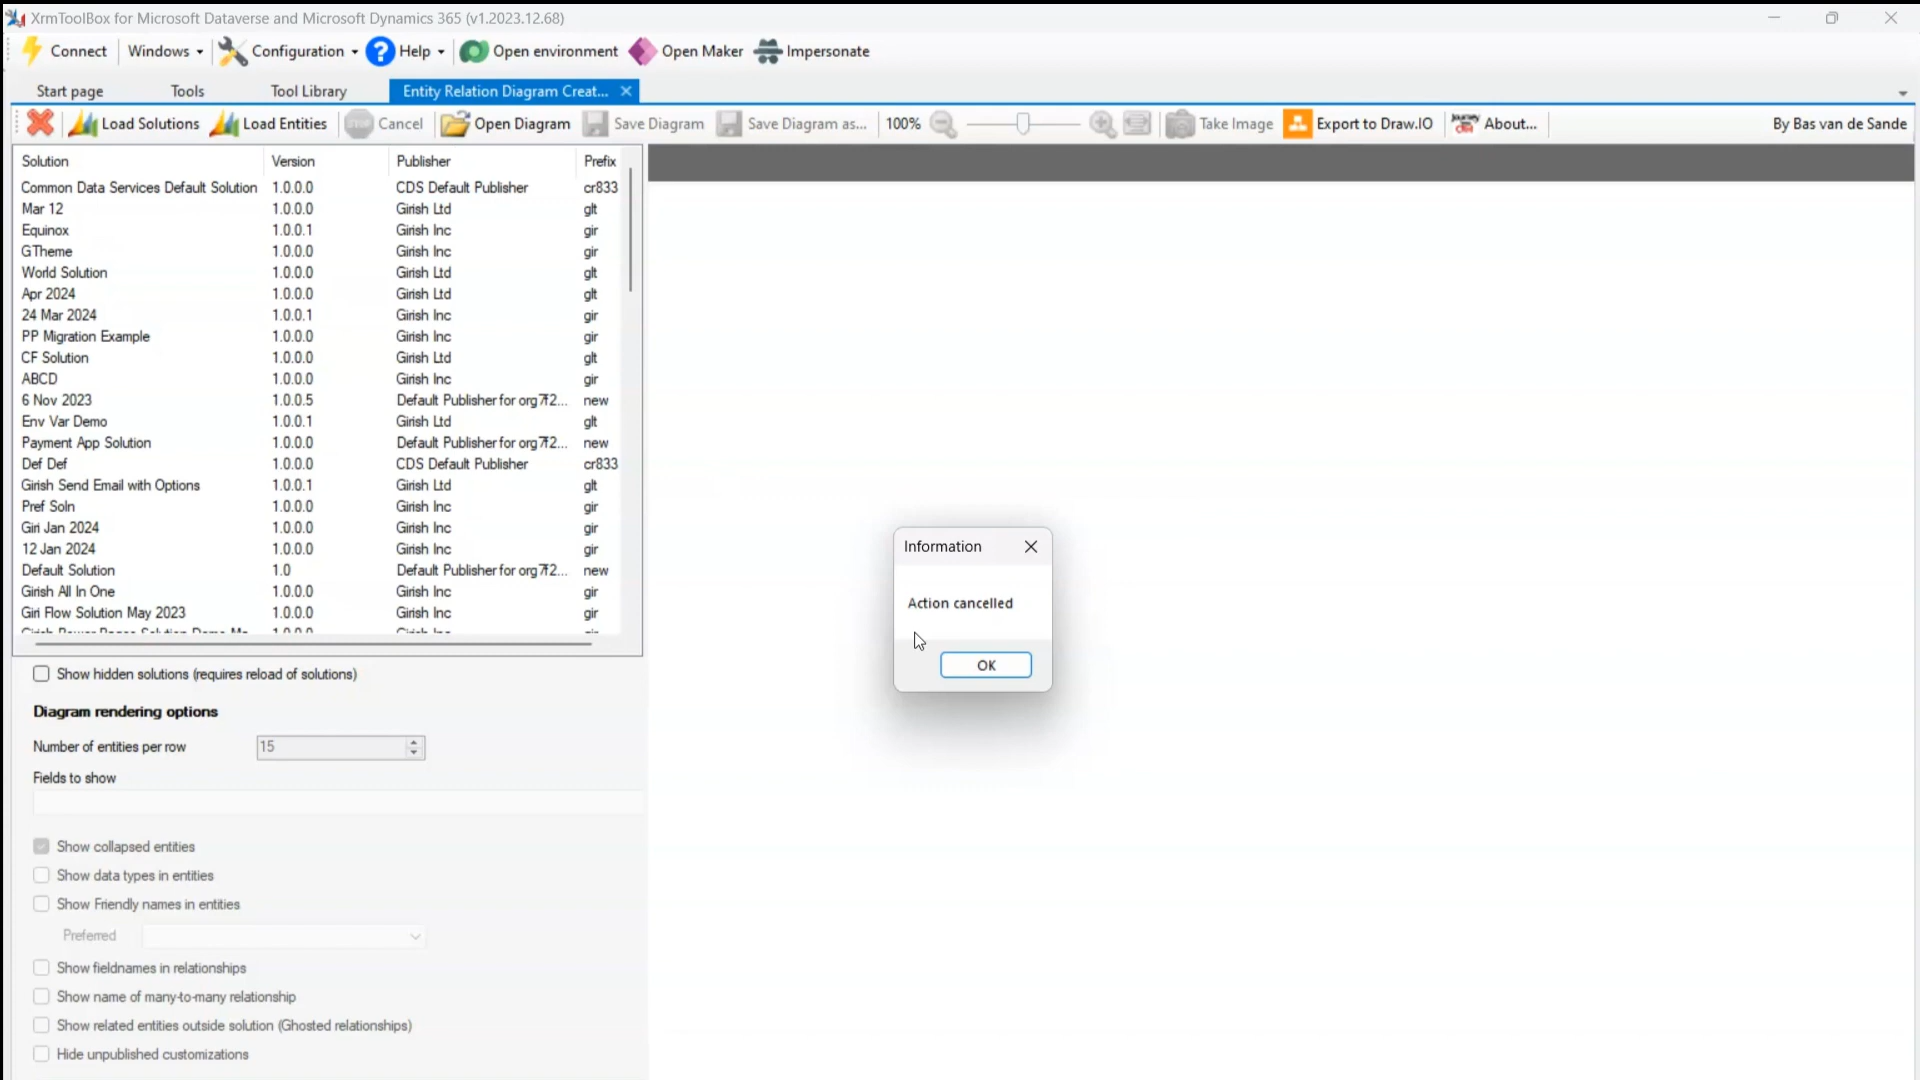 XrmToolBox for Microsoft Dataverse and Microsoft Dynamics 365 (v1.2023.12.68)
Connect Windows Configuration Help Open environment Open Maker Impersonate
Start page Tools Tool Library Entity Relation Diagram Creat...
Load Solutions Load Entities STOP Cancel Open Diagram Save Diagram Save Diagram as... 100% Take Image Export to Draw.IO About... By Bas van de Sande
Solution Version Publisher Prefix
Common Data Services Default Solution 1.0.0.0 CDS Default Publisher cr833
Mar 12 1.0.0.0 Girish Ltd glt
Equinox 1.0.0.1 Girish Inc gir
GTheme 1.0.0.0 Girish Inc gir
World Solution 1.0.0.0 Girish Ltd glt
Apr 2024 1.0.0.0 Girish Ltd glt
24 Mar 2024 1.0.0.1 Girish Inc gir
PP Migration Example 1.0.0.0 Girish Inc gir
CF Solution 1.0.0.0 Girish Ltd glt
ABCD 1.0.0.0 Girish Inc gir
6 Nov 2023 1.0.0.5 Default Publisher for org7f2... new
Env Var Demo 1.0.0.1 Girish Ltd glt
Payment App Solution 1.0.0.0 Default Publisher for org7f2... new
Def Def 1.0.0.0 CDS Default Publisher cr833
Girish Send Email with Options 1.0.0.1 Girish Ltd glt
Pref Soln 1.0.0.0 Girish Inc gir
Giri Jan 2024 1.0.0.0 Girish Inc gir
12 Jan 2024 1.0.0.0 Girish Inc gir
Default Solution 1.0 Default Publisher for org7f2... new
Girish All In One 1.0.0.0 Girish Inc gir
Giri Flow Solution May 2023 1.0.0.0 Girish Inc gir
Information
Action cancelled
OK
Show hidden solutions (requires reload of solutions)
Diagram rendering options
Number of entities per row 15
Fields to show
Show collapsed entities
Show data types in entities
Show Friendly names in entities
Preferred
Show fieldnames in relationships
Show name of many-to-many relationship
Show related entities outside solution (Ghosted relationships)
Hide unpublished customizations